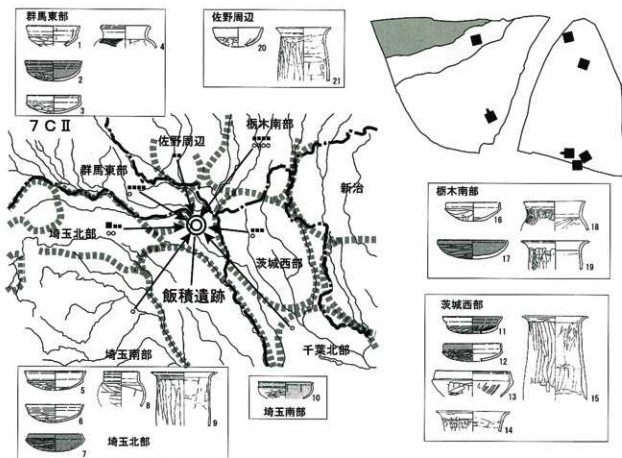 群馬東部
1
4
2
3
佐野周辺
20
21
7CⅡ
栃木南部
佐野周辺
群馬東部
新治
埼玉北部
茨城西部
飯積遺跡
埼玉南部
千葉北部
栃木南部
16
18
17
19
茨城西部
11
12
13
14
15
5
6
7
8
9
埼玉北部
10
埼玉南部